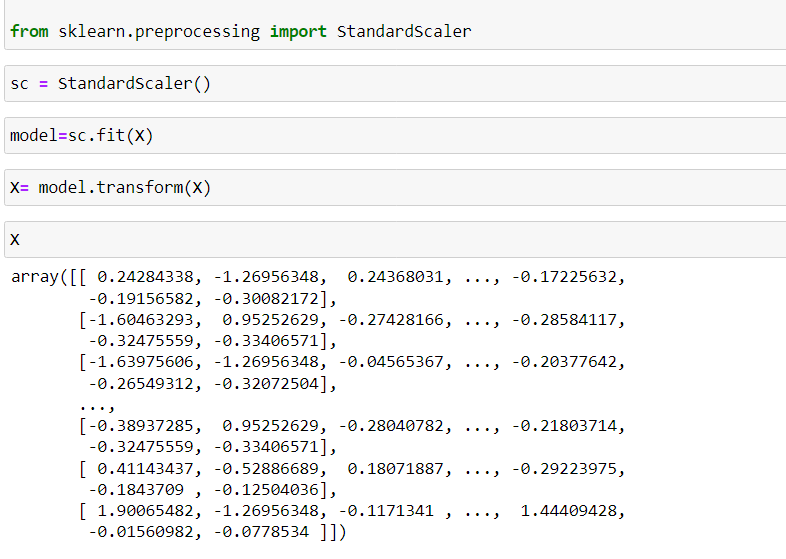 from sklearn.preprocessing import StandardScaler
sc = StandardScaler()
model=sc.fit(X)
X= model.transform(X)
X
array([[ 0.24284338, -1.26956348,  0.24368031, ..., -0.17225632,
        -0.19156582, -0.30082172],
       [-1.60463293,  0.95252629, -0.27428166, ..., -0.28584117,
        -0.32475559, -0.33406571],
       [-1.63975606, -1.26956348, -0.04565367, ..., -0.20377642,
        -0.26549312, -0.32072504],
       ...,
       [-0.38937285,  0.95252629, -0.28040782, ..., -0.21803714,
        -0.32475559, -0.33406571],
       [ 0.41143437, -0.52886689,  0.18071887, ..., -0.29223975,
        -0.1843709 , -0.12504036],
       [ 1.90065482, -1.26956348, -0.1171341 , ...,  1.44409428,
        -0.01560982, -0.0778534 ]])